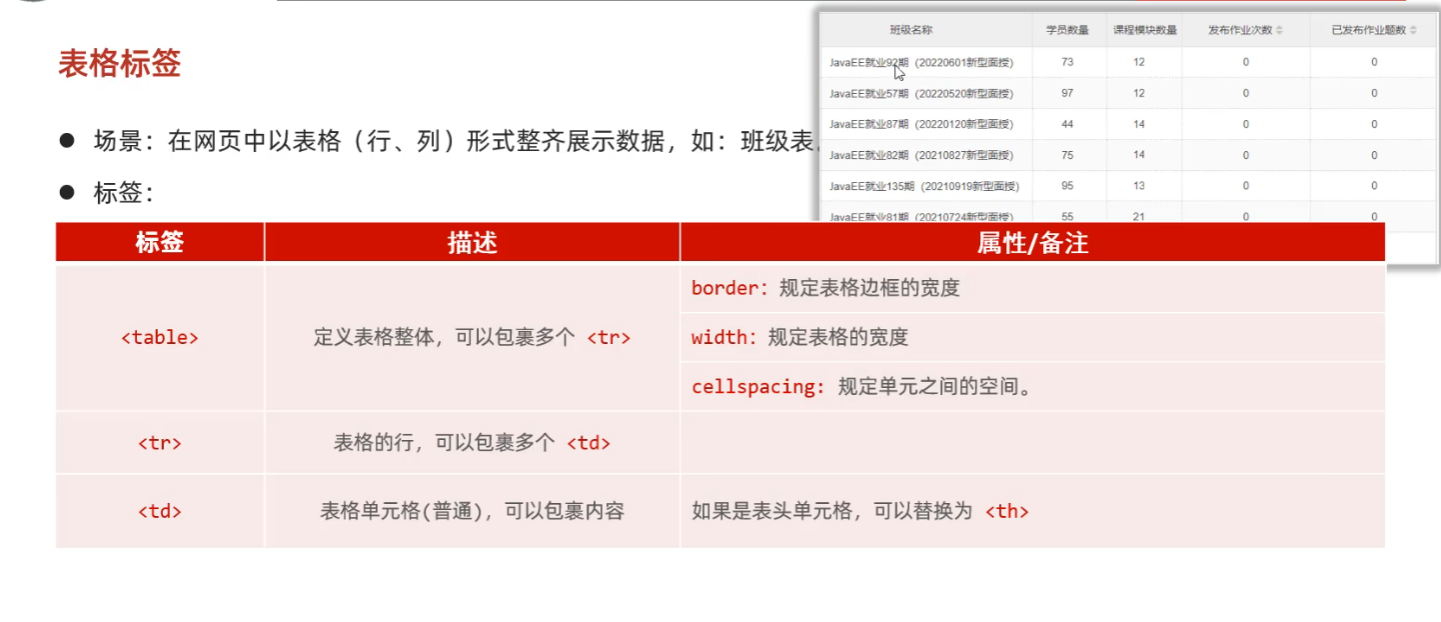 表格标签
● 场景：在网页中以表格（行、列）形式整齐展示数据，如：班级表。
● 标签：
班级名称 学员数量 课程模块数量 发布作业次数 已发布作业题数
JavaEE就业92期 (20220601新型面授) 73 12 0 0
JavaEE就业57期 (20220520新型面授) 97 12 0 0
JavaEE就业87期 (20220120新型面授) 44 14 0 0
JavaEE就业82期 (20210827新型面授) 75 14 0 0
JavaEE就业135期 (20210919新型面授) 95 13 0 0
JavaEE就业81期 (20210724新型面授) 55 21 0 0
标签 描述 属性/备注
<table> 定义表格整体，可以包裹多个 <tr>
border：规定表格边框的宽度
width：规定表格的宽度
cellspacing: 规定单元之间的空间。
<tr> 表格的行，可以包裹多个 <td>
<td> 表格单元格(普通)，可以包裹内容 如果是表头单元格，可以替换为 <th>